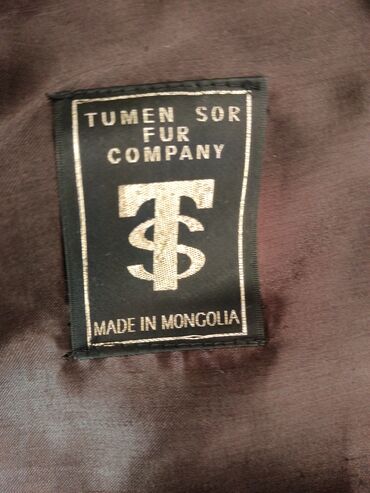 TUMEN SOR
FUR
COMPANY
TS
MADE IN MONGOLIA